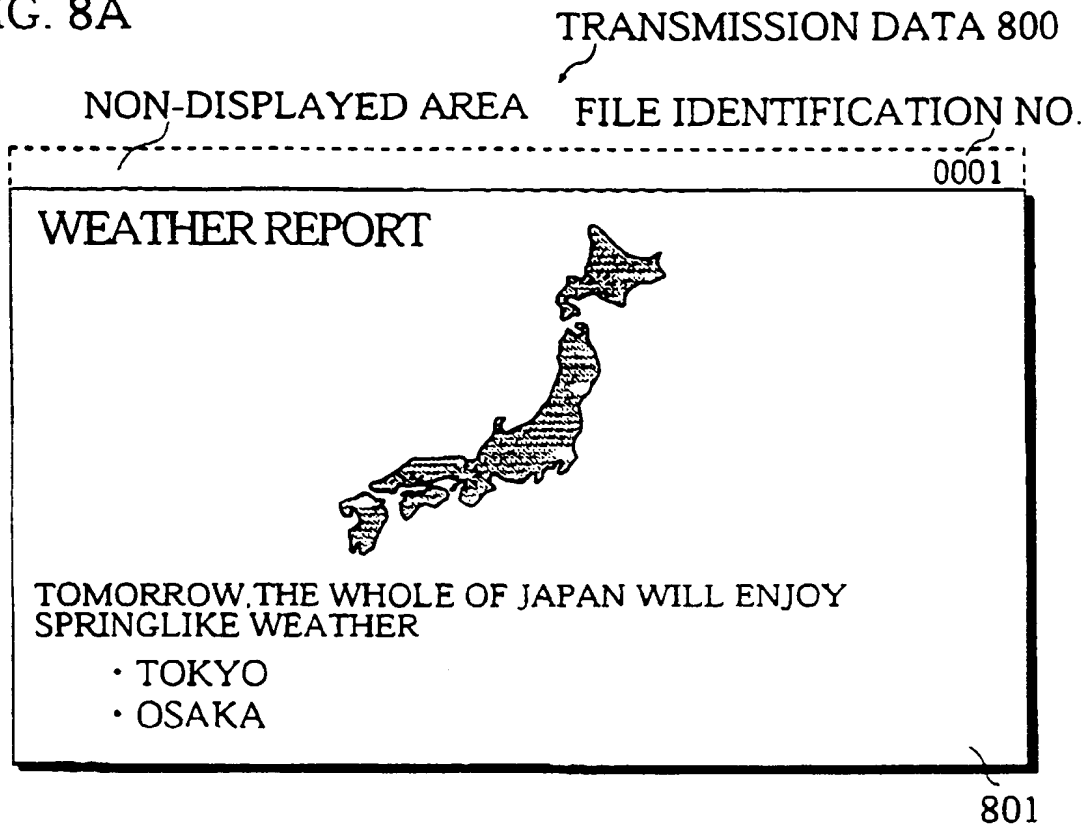 IG. 8A
TRANSMISSION DATA 800
NON-DISPLAYED AREA
FILE IDENTIFICATION NO.
0001
WEATHER REPORT
TOMORROW,THE WHOLE OF JAPAN WILL ENJOY
SPRINGLIKE WEATHER
· TOKYO
· OSAKA
801